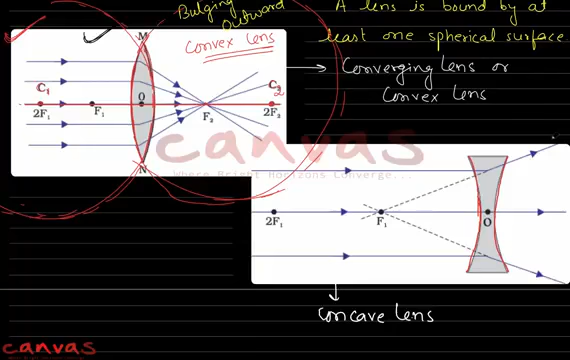 Bulging
Outward
A lens is bound by at
least one spherical surface
M
Convex lens
Converging lens or
Convex lens
C1
O
C2
2F1
F1
F2
2F2
N
canvas
Where Bright Horizons Converge...
2F1
F1
O
Concave lens
canvas